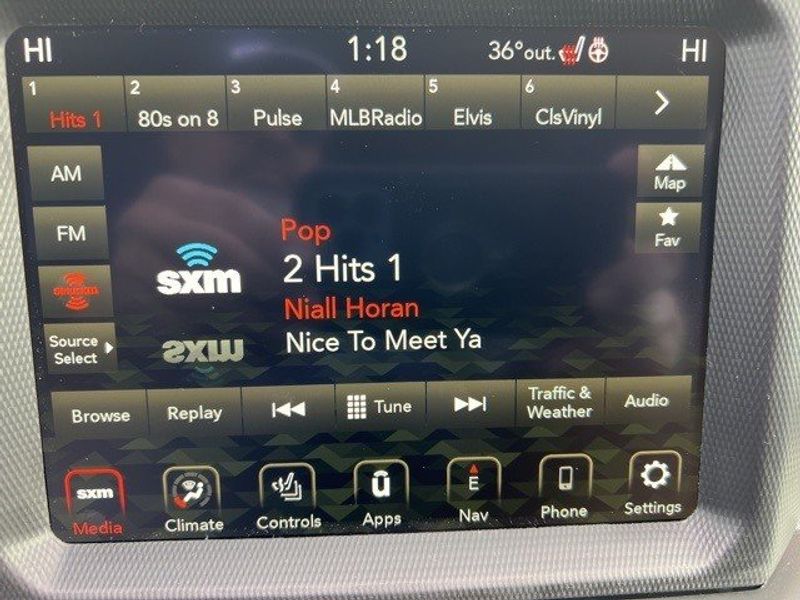 HI 1:18 36°out. HI
1 2 3 4 5 6
Hits 1 80s on 8 Pulse MLBRadio Elvis ClsVinyl
AM
Map
FM
Fav
Pop
sxm
2 Hits 1
siriusxm
Niall Horan
Nice To Meet Ya
Source
Select
sxm
Browse Replay Tune
Traffic &
Weather
Audio
sxm
û
E
Media Climate Controls Apps Nav Phone Settings